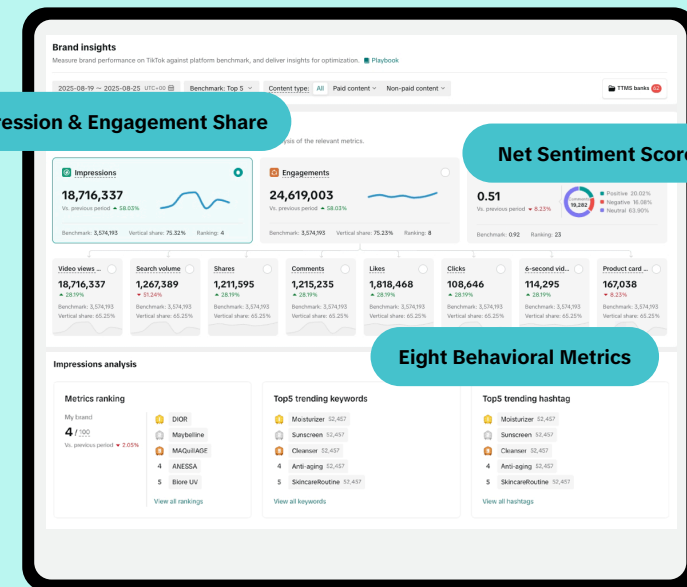 Brand insights
Measure brand performance on TikTok against platform benchmark, and deliver insights for optimization. Playbook
2025-08-19 ~ 2025-08-25 UTC+00 Benchmark: Top 5 Content type: All Paid content Non-paid content TTMS banks
ression & Engagement Share
ysis of the relevant metrics.
Net Sentiment Score
Impressions
18,716,337
Vs. previous period 58.03%
Benchmark: 3,574,193 Vertical share: 75.32% Ranking: 4
Engagements
24,619,003
Vs. previous period 58.03%
Benchmark: 3,574,193 Vertical share: 75.23% Ranking: 8
0.51
Vs. previous period 8.23%
19,282
Positive 20.02%
Negative 16.08%
Neutral 63.90%
Benchmark: 0.92 Ranking: 23
Video views ...
18,716,337
28.19%
Benchmark: 3,574,193
Vertical share: 65.25%
Search volume
1,267,389
51.24%
Benchmark: 3,574,193
Vertical share: 65.25%
Shares
1,211,595
28.19%
Benchmark: 3,574,193
Vertical share: 65.25%
Comments
1,215,235
28.19%
Benchmark: 3,574,193
Vertical share: 65.25%
Likes
1,818,468
28.19%
Benchmark: 3,574,193
Vertical share: 65.25%
Clicks
108,646
28.19%
Benchmark: 3,574,193
Vertical share: 65.25%
6-second vid...
114,295
28.19%
Benchmark: 3,574,193
Vertical share: 65.25%
Product card ...
167,038
8.23%
Benchmark: 3,574,193
Vertical share: 65.25%
Eight Behavioral Metrics
Impressions analysis
Metrics ranking
My brand
4 / 100
Vs. previous period 2.05%
DIOR
Maybelline
MAQuillAGE
4 ANESSA
5 Biore UV
View all rankings
Top5 trending keywords
Moisturizer 52,457
Sunscreen 52,457
Cleanser 52,457
4 Anti-aging 52,457
5 SkincareRoutine 52,457
View all keywords
Top5 trending hashtag
Moisturizer 52,457
Sunscreen 52,457
Cleanser 52,457
4 Anti-aging 52,457
5 SkincareRoutine 52,457
View all hashtags